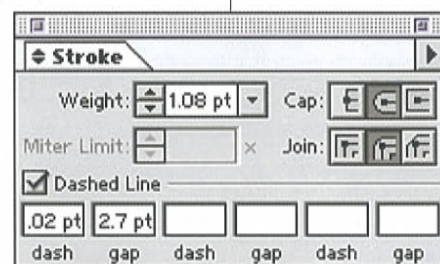 Stroke
Weight: 1.08 pt Cap:
Miter Limit: x Join:
Dashed Line
.02 pt 2.7 pt
dash gap dash gap dash gap